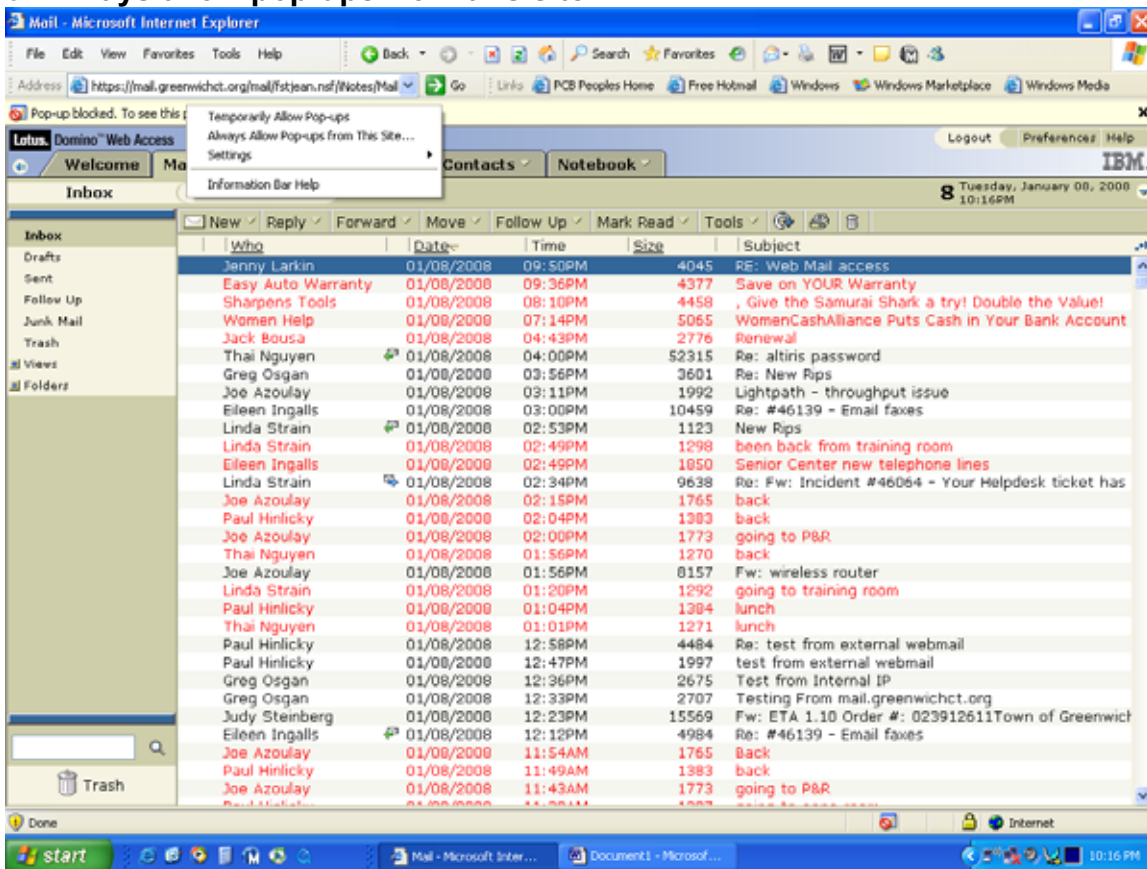 Mail - Microsoft Internet Explorer
File Edit View Favorites Tools Help Back Search Favorites
Address https://mail.greenwichct.org/mail/fstjean.nsf/iNotes/Mail Go Links PCB Peoples Home Free Hotmail Windows Windows Marketplace Windows Media
Pop-up blocked. To see this
Temporarily Allow Pop-ups
Always Allow Pop-ups from This Site...
Settings
Information Bar Help
Lotus. Domino Web Access Logout Preferences Help
Welcome Contacts Notebook IBM.
Inbox 8 Tuesday, January 08, 2008
10:16PM
New Reply Forward Move Follow Up Mark Read Tools
Inbox
Drafts
Sent
Follow Up
Junk Mail
Trash
Views
Folders
Who Date Time Size Subject
Jenny Larkin 01/08/2008 09:50PM 4045 RE: Web Mail access
Easy Auto Warranty 01/08/2008 09:36PM 4377 Save on YOUR Warranty
Sharpens Tools 01/08/2008 08:10PM 4458 , Give the Samurai Shark a try! Double the Value!
Women Help 01/08/2008 07:14PM 5065 WomenCashAlliance Puts Cash in Your Bank Account
Jack Bousa 01/08/2008 04:43PM 2776 Renewal
Thai Nguyen 01/08/2008 04:00PM 52315 Re: altiris password
Greg Osgan 01/08/2008 03:56PM 3601 Re: New Rips
Joe Azoulay 01/08/2008 03:11PM 1992 Lightpath - throughput issue
Eileen Ingalls 01/08/2008 03:00PM 10459 Re: #46139 - Email faxes
Linda Strain 01/08/2008 02:53PM 1123 New Rips
Linda Strain 01/08/2008 02:49PM 1298 been back from training room
Eileen Ingalls 01/08/2008 02:49PM 1850 Senior Center new telephone lines
Linda Strain 01/08/2008 02:34PM 9638 Re: Fw: Incident #46064 - Your Helpdesk ticket has
Joe Azoulay 01/08/2008 02:15PM 1765 back
Paul Hinlicky 01/08/2008 02:04PM 1383 back
Joe Azoulay 01/08/2008 02:00PM 1773 going to P&R
Thai Nguyen 01/08/2008 01:56PM 1270 back
Joe Azoulay 01/08/2008 01:56PM 8157 Fw: wireless router
Linda Strain 01/08/2008 01:20PM 1292 going to training room
Paul Hinlicky 01/08/2008 01:04PM 1384 lunch
Thai Nguyen 01/08/2008 01:01PM 1271 lunch
Paul Hinlicky 01/08/2008 12:58PM 4484 Re: test from external webmail
Paul Hinlicky 01/08/2008 12:47PM 1997 test from external webmail
Greg Osgan 01/08/2008 12:36PM 2675 Test from Internal IP
Greg Osgan 01/08/2008 12:33PM 2707 Testing From mail.greenwichct.org
Judy Steinberg 01/08/2008 12:23PM 15569 Fw: ETA 1.10 Order #: 023912611Town of Greenwich
Eileen Ingalls 01/08/2008 12:12PM 4984 Re: #46139 - Email faxes
Joe Azoulay 01/08/2008 11:54AM 1765 Back
Paul Hinlicky 01/08/2008 11:49AM 1383 back
Joe Azoulay 01/08/2008 11:43AM 1773 going to P&R
Trash
Done Internet
start Mail - Microsoft Inter... Document1 - Microsof... 10:16 PM